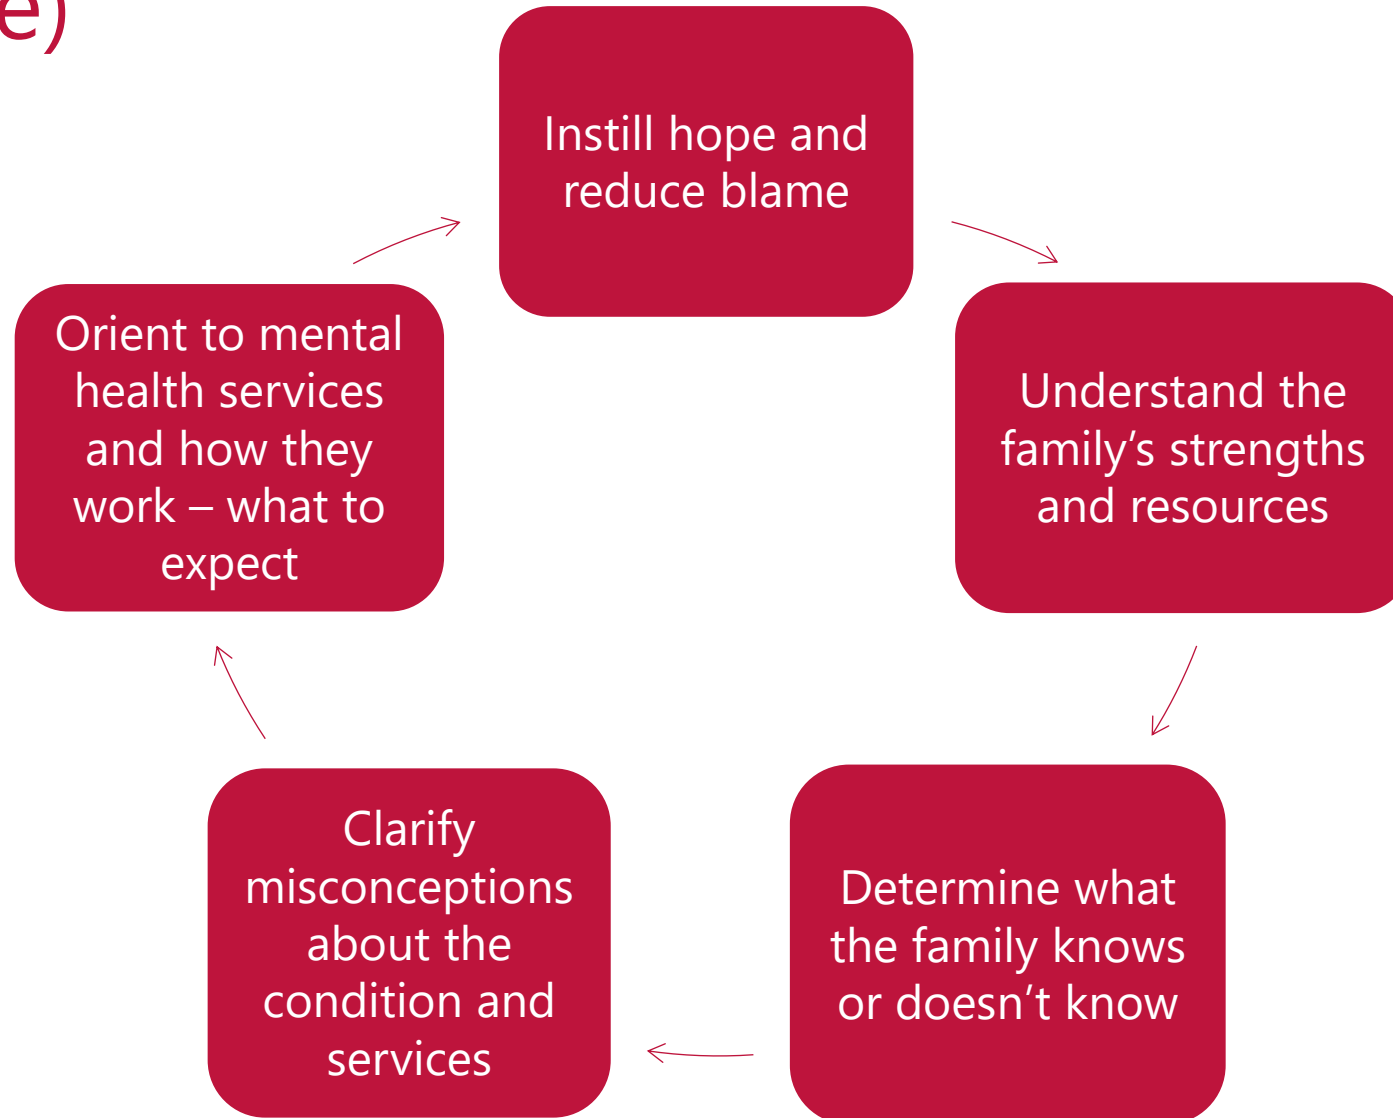 e)
Instill hope and
reduce blame
Understand the
family’s strengths
and resources
Determine what
the family knows
or doesn’t know
Clarify
misconceptions
about the
condition and
services
Orient to mental
health services
and how they
work – what to
expect